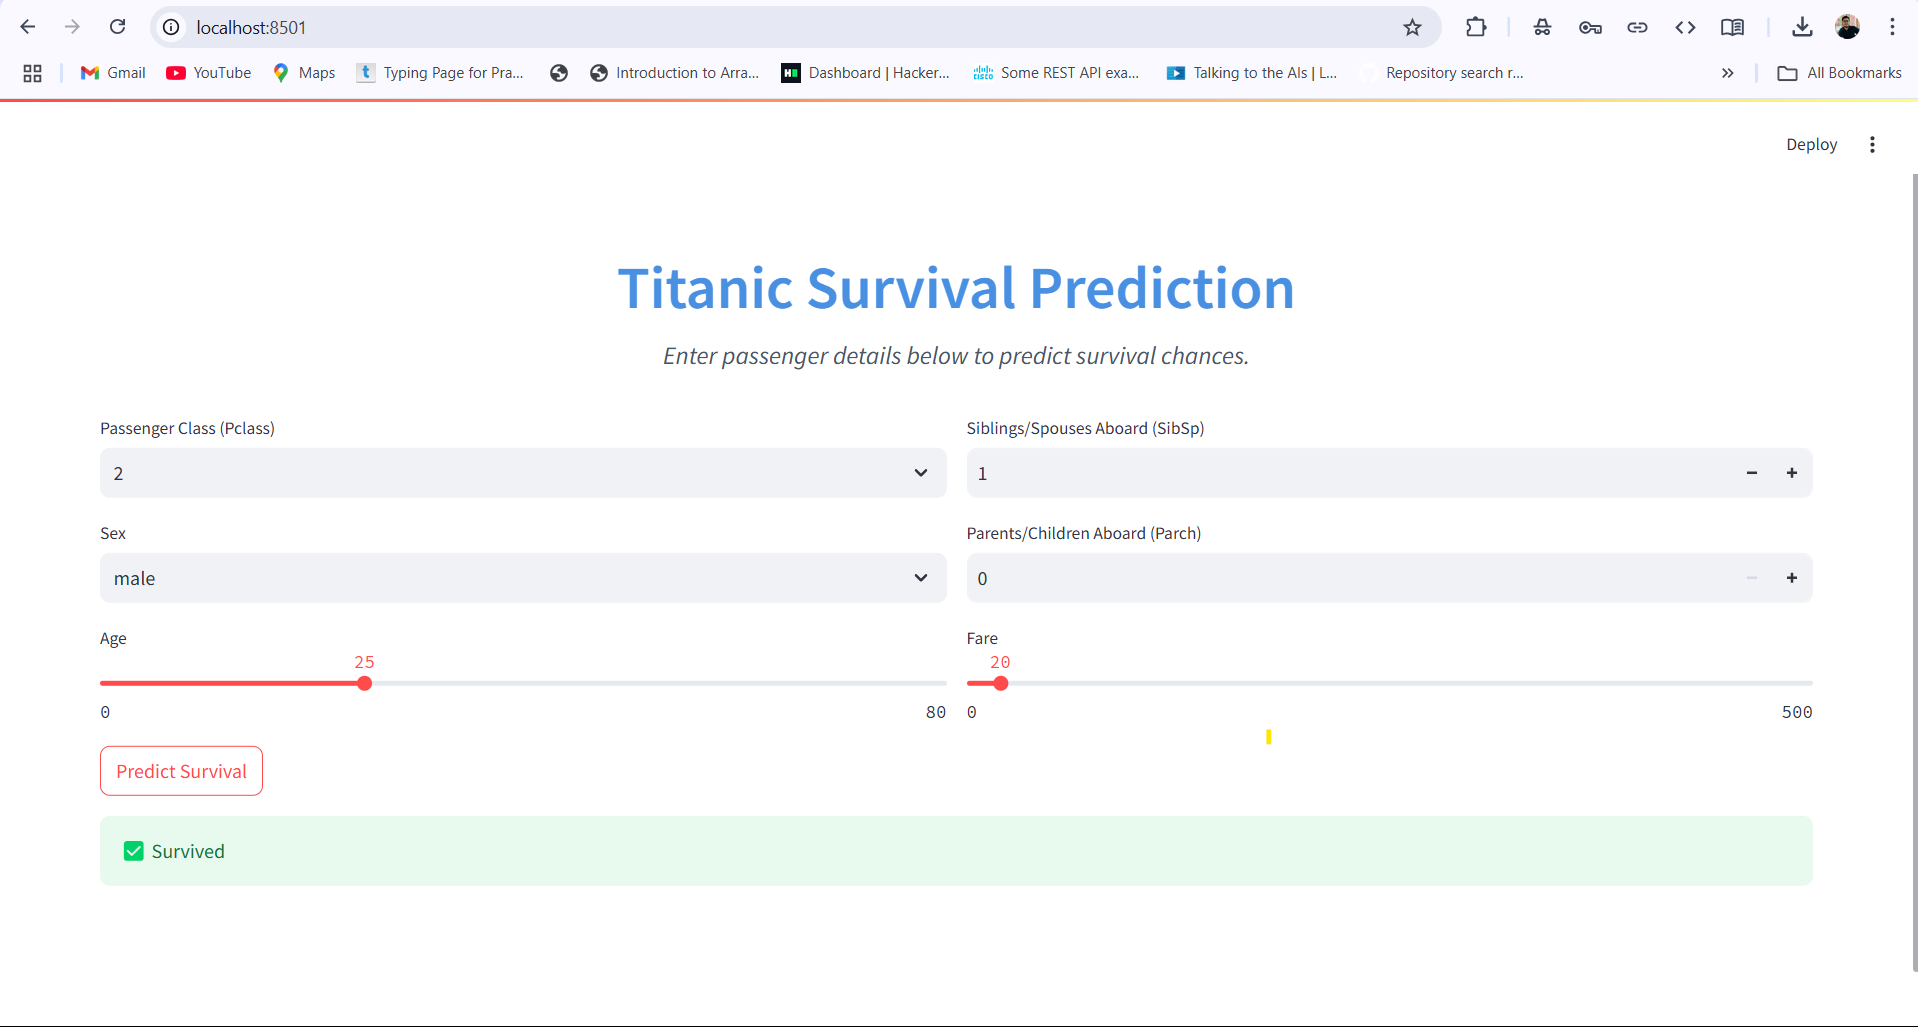 localhost:8501
Gmail YouTube Maps Typing Page for Pra... Introduction to Arra... Dashboard | Hacker... Some REST API exa... Talking to the AIs | L... Repository search r... All Bookmarks
Deploy
Titanic Survival Prediction
Enter passenger details below to predict survival chances.
Passenger Class (Pclass)
2
Siblings/Spouses Aboard (SibSp)
1
Sex
male
Parents/Children Aboard (Parch)
0
Age
25
0 80
Fare
20
0 500
Predict Survival
Survived